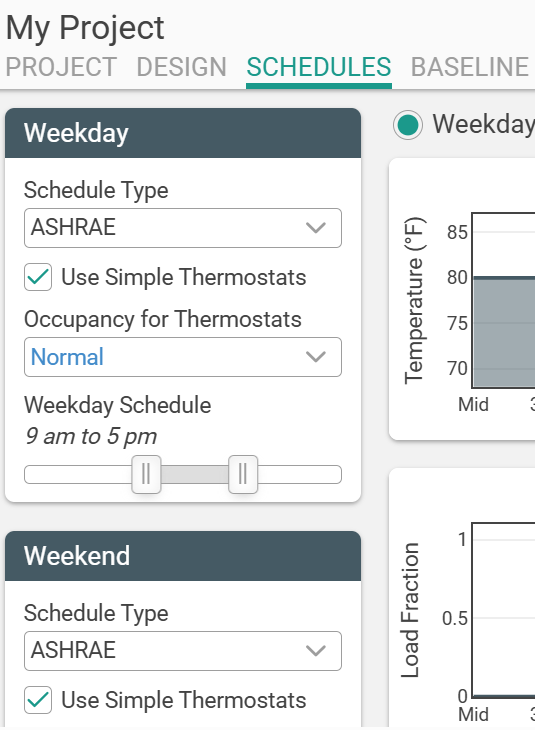 My Project
PROJECT DESIGN SCHEDULES BASELINE
Weekday
Schedule Type
ASHRAE
Use Simple Thermostats
Occupancy for Thermostats
Normal
Weekday Schedule
9 am to 5 pm
Weekend
Schedule Type
ASHRAE
Use Simple Thermostats
Weekday
Temperature (°F)
85
80
75
70
Mid 3
Load Fraction
1
0.5
0
Mid 3